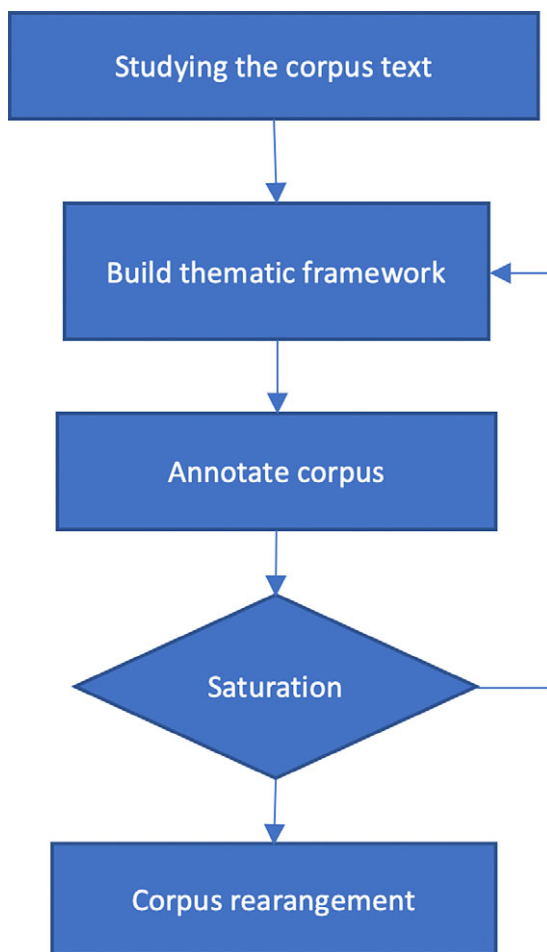 Studying the corpus text
Build thematic framework
Annotate corpus
Saturation
Corpus rearangement